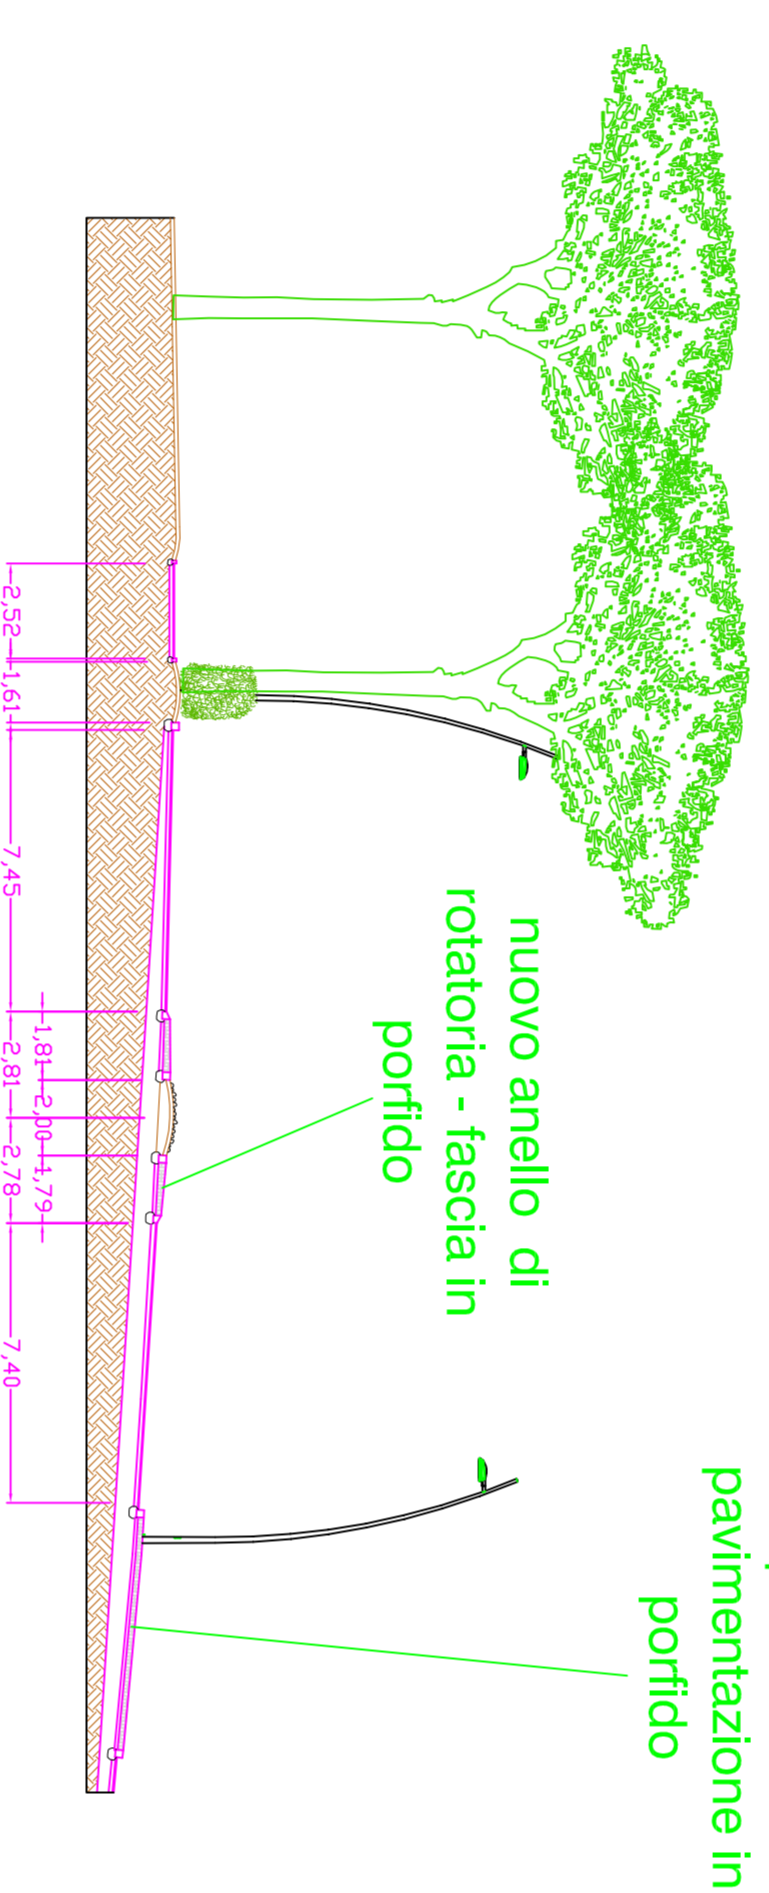 pavimentazione in
porfido
nuovo anello di
rotatoria - fascia in
porfido
1,81 2,00 1,79
2,52 1,61 7,45 2,81 2,78 7,40